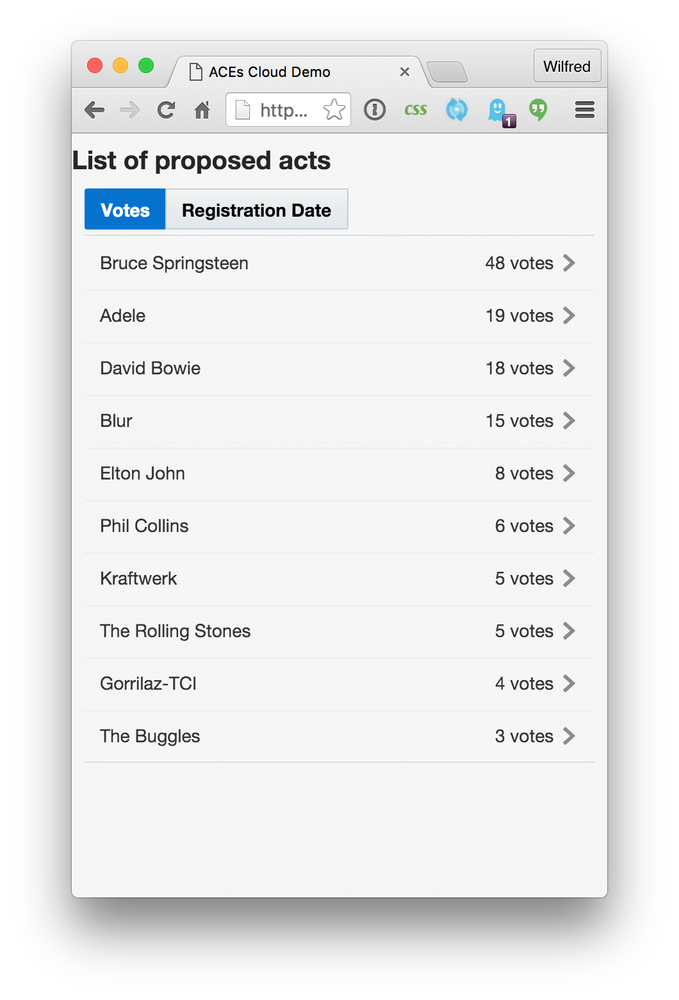 ACEs Cloud Demo
Wilfred
http...
css
1
List of proposed acts
Votes Registration Date
Bruce Springsteen 48 votes
Adele 19 votes
David Bowie 18 votes
Blur 15 votes
Elton John 8 votes
Phil Collins 6 votes
Kraftwerk 5 votes
The Rolling Stones 5 votes
Gorrilaz-TCI 4 votes
The Buggles 3 votes